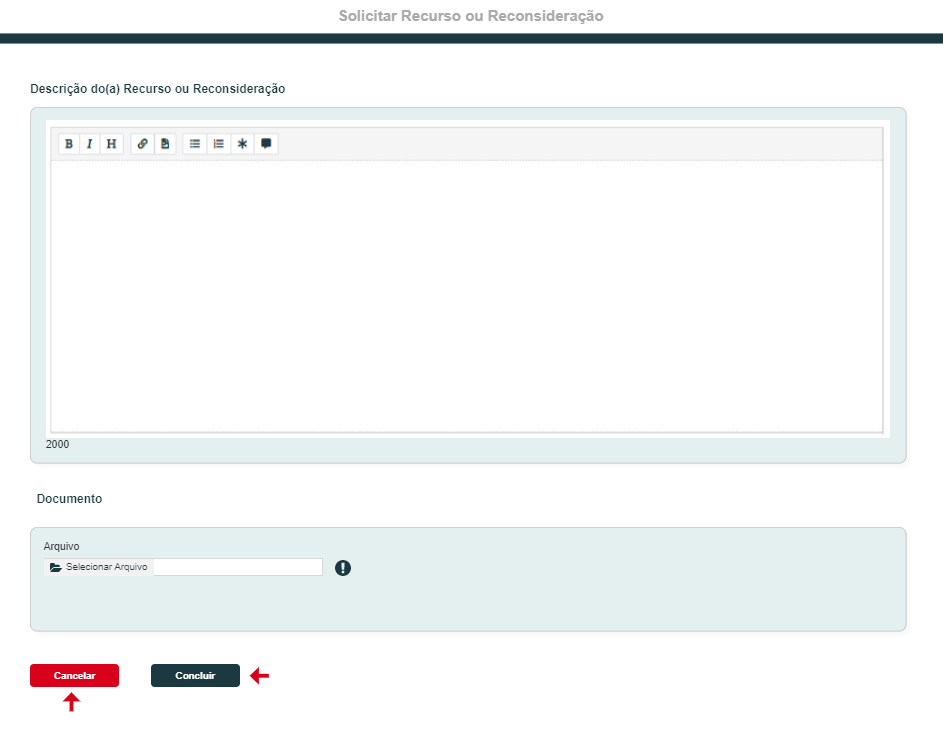 Solicitar Recurso ou Reconsideração
Descrição do(a) Recurso ou Reconsideração
B I H
2000
Documento
Arquivo
Selecionar Arquivo
Cancelar Concluir